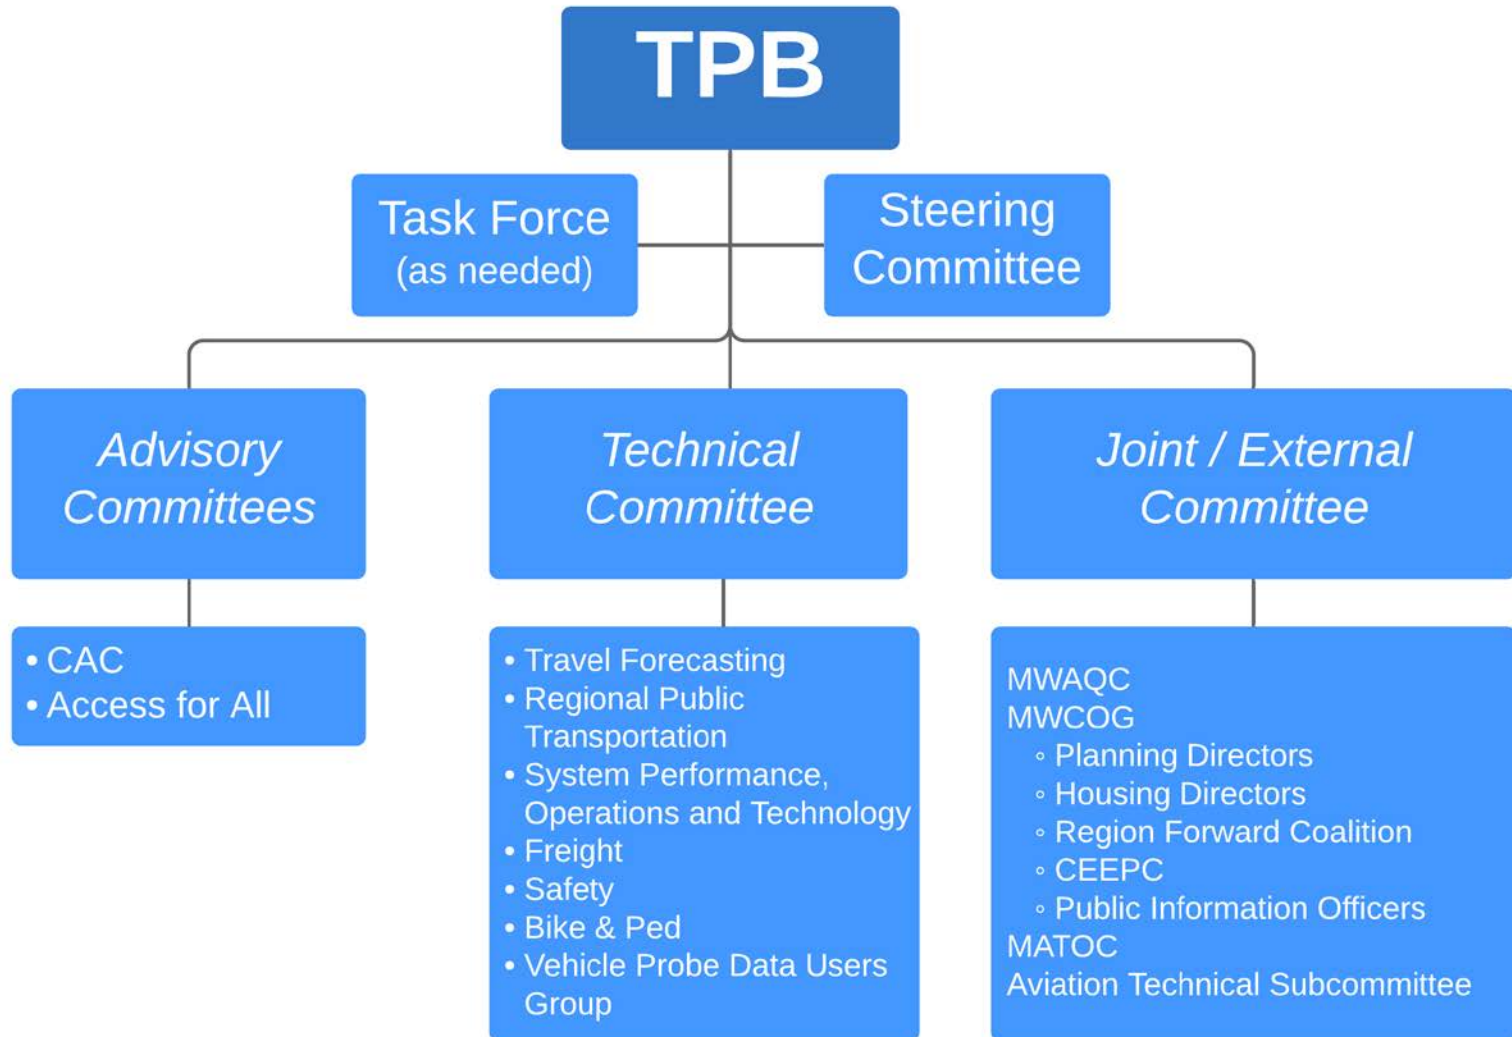 TPB
Task Force
(as needed)
Steering
Committee
Advisory
Committees
Technical
Committee
Joint / External
Committee
• CAC
• Access for All
• Travel Forecasting
• Regional Public
Transportation
• System Performance,
Operations and Technology
• Freight
• Safety
• Bike & Ped
• Vehicle Probe Data Users
Group
MWAQC
MWCOG
◦ Planning Directors
◦ Housing Directors
◦ Region Forward Coalition
◦ CEEPC
◦ Public Information Officers
MATOC
Aviation Technical Subcommittee